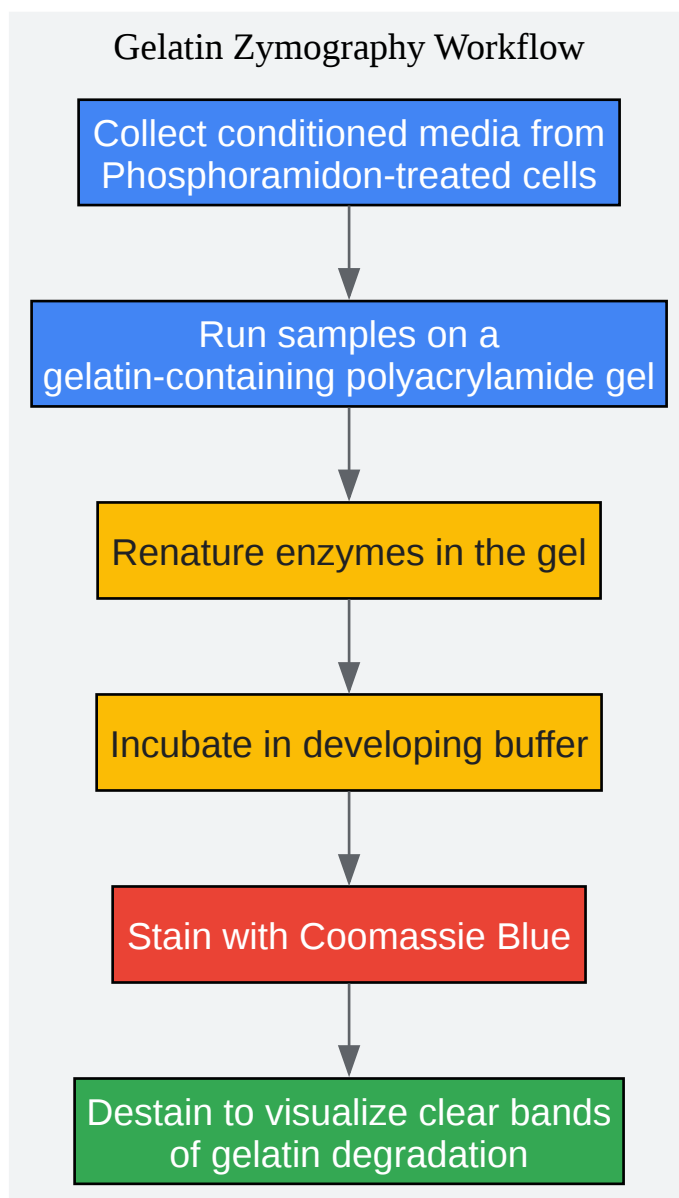 Gelatin Zymography Workflow
Collect conditioned media from
Phosphoramidon-treated cells
Run samples on a
gelatin-containing polyacrylamide gel
Renature enzymes in the gel
Incubate in developing buffer
Stain with Coomassie Blue
Destain to visualize clear bands
of gelatin degradation